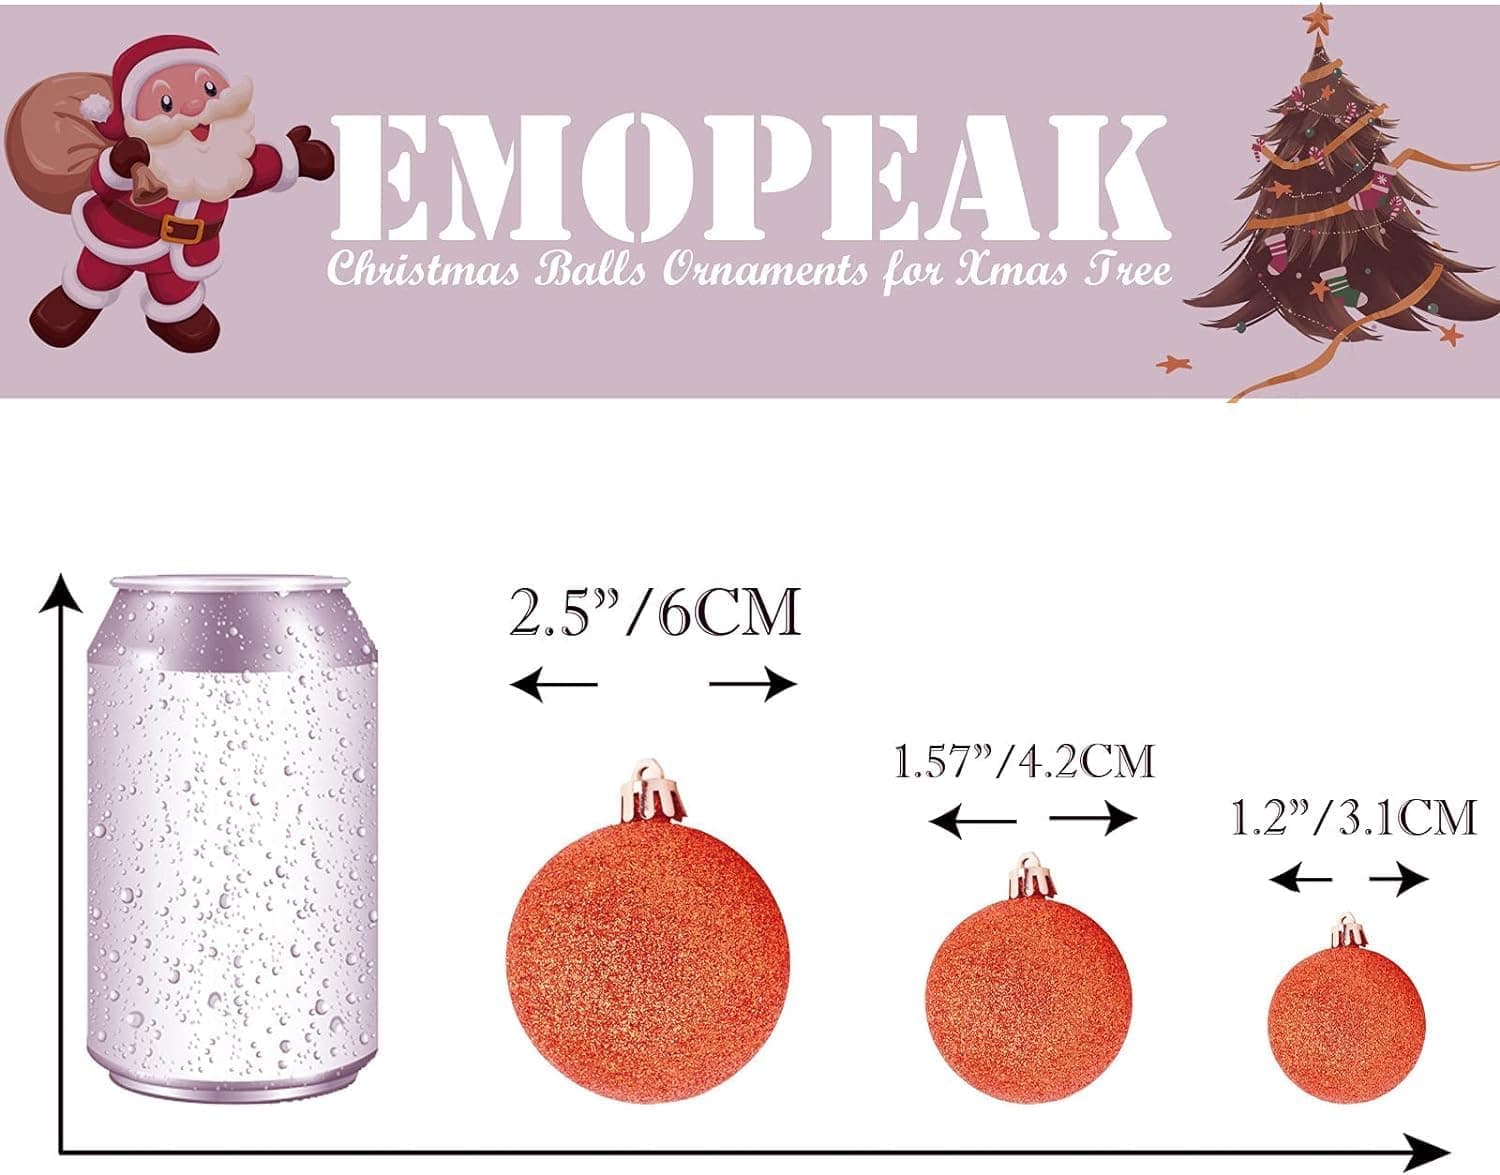 EMOPEAK
Christmas Balls Ornaments for Xmas Tree
2.5”/6CM
1.57”/4.2CM
1.2”/3.1CM